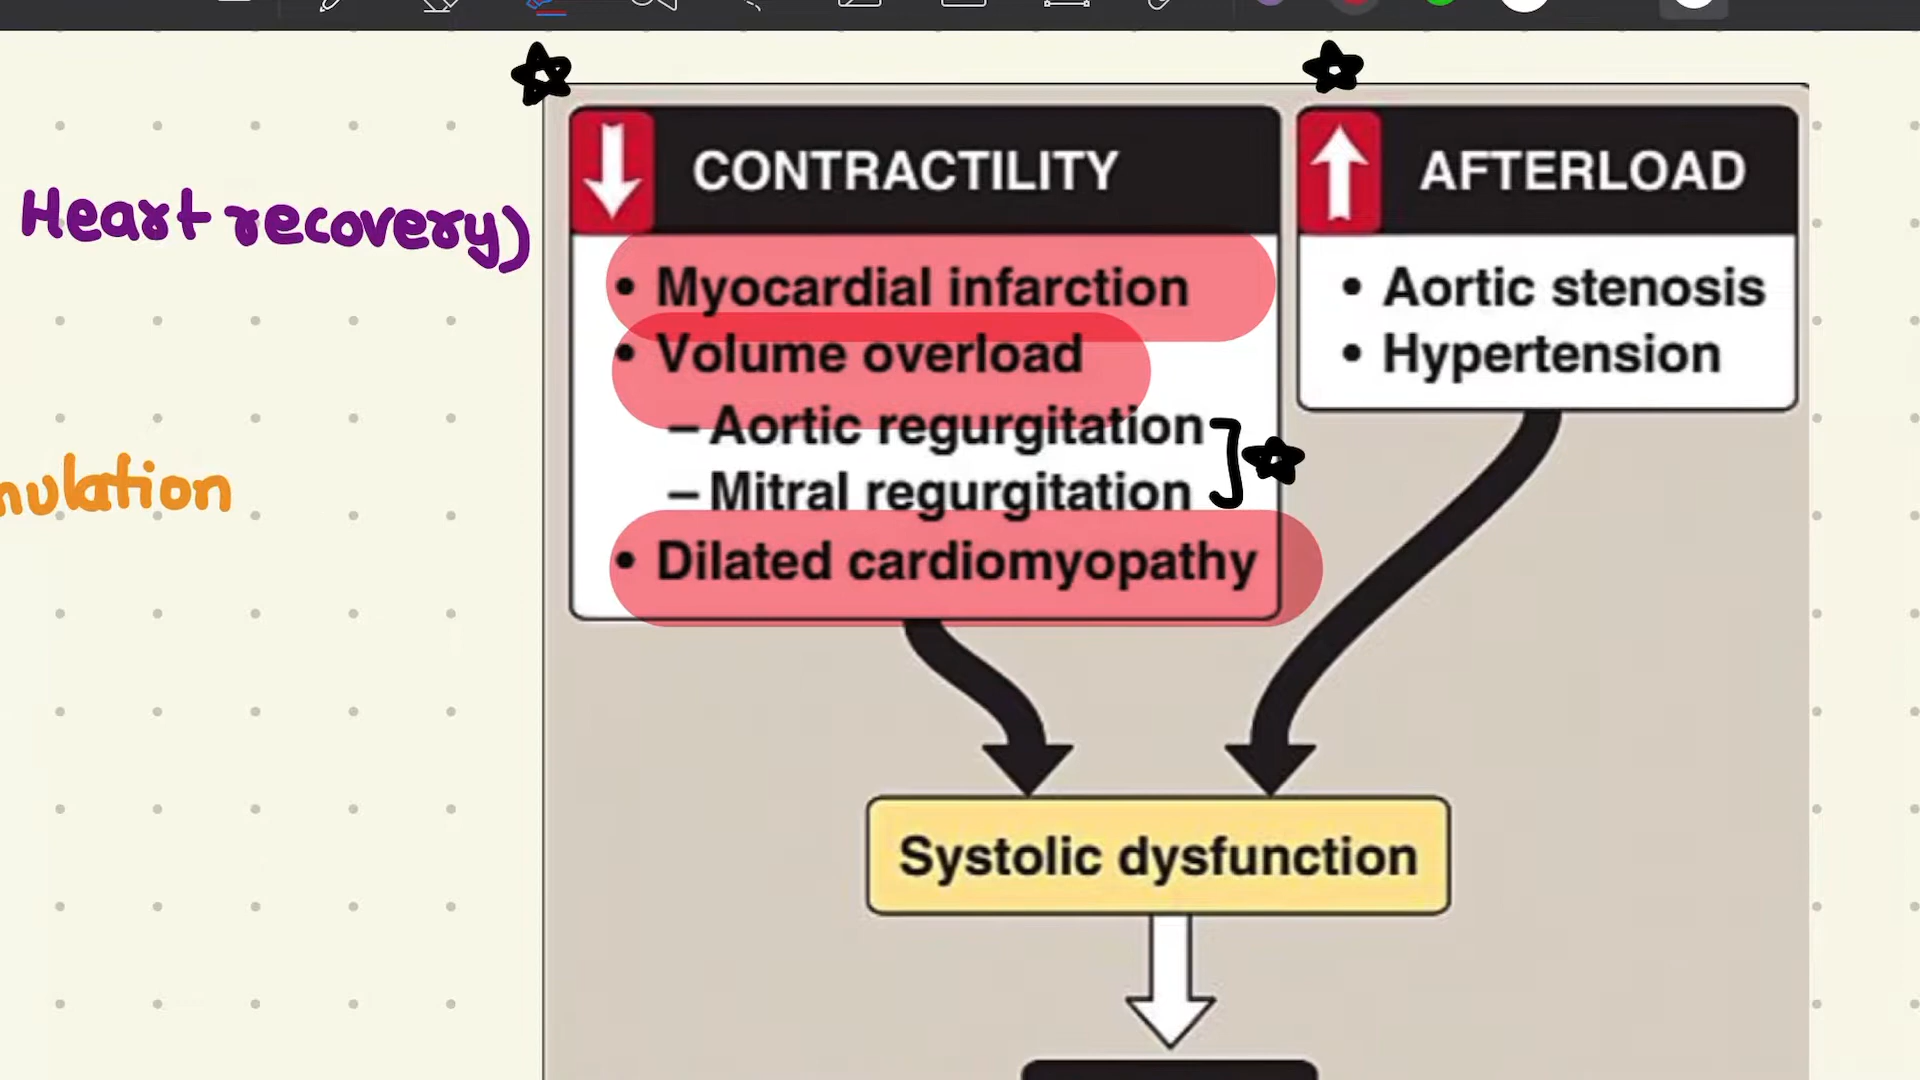 Heart recovery)
mulation
CONTRACTILITY
• Myocardial infarction
• Volume overload
– Aortic regurgitation
– Mitral regurgitation
• Dilated cardiomyopathy
AFTERLOAD
• Aortic stenosis
• Hypertension
Systolic dysfunction